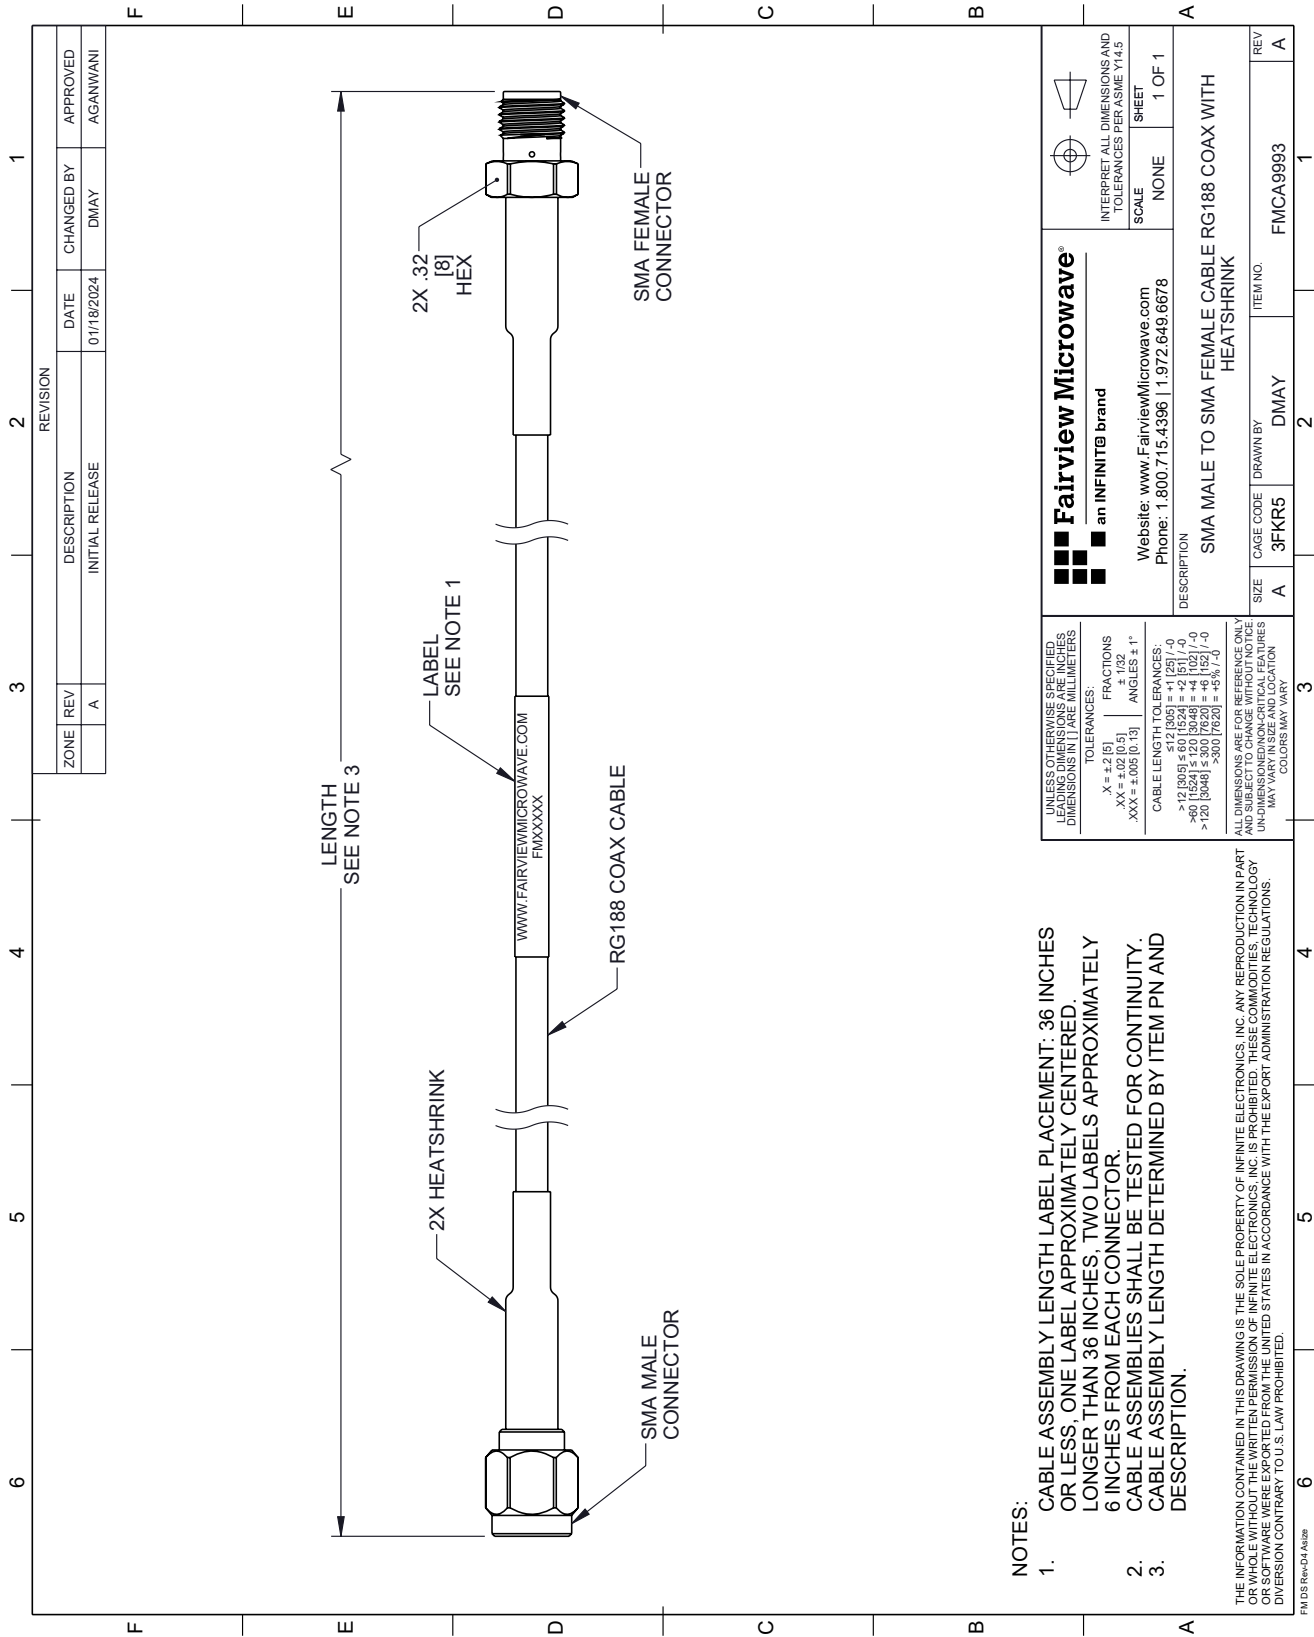 6
5
4
3
2
1
REVISION
ZONE
REV
DESCRIPTION
DATE
CHANGED BY
APPROVED
A
INITIAL RELEASE
01/18/2024
DMAY
AGANWANI
F
F
E
E
D
D
C
C
B
B
A
A
LENGTH
SEE NOTE 3
2X HEATSHRINK
LABEL
SEE NOTE 1
2X .32
[8]
HEX
WWW.FAIRVIEWMICROWAVE.COM
FMXXXXX
SMA MALE
CONNECTOR
RG188 COAX CABLE
SMA FEMALE
CONNECTOR
NOTES:
1. CABLE ASSEMBLY LENGTH LABEL PLACEMENT: 36 INCHES
OR LESS, ONE LABEL APPROXIMATELY CENTERED.
LONGER THAN 36 INCHES, TWO LABELS APPROXIMATELY
6 INCHES FROM EACH CONNECTOR.
2. CABLE ASSEMBLIES SHALL BE TESTED FOR CONTINUITY.
3. CABLE ASSEMBLY LENGTH DETERMINED BY ITEM PN AND
DESCRIPTION.
THE INFORMATION CONTAINED IN THIS DRAWING IS THE SOLE PROPERTY OF INFINITE ELECTRONICS, INC. ANY REPRODUCTION IN PART
OR WHOLE WITHOUT THE WRITTEN PERMISSION OF INFINITE ELECTRONICS, INC. IS PROHIBITED. THESE COMMODITIES, TECHNOLOGY
OR SOFTWARE WERE EXPORTED FROM THE UNITED STATES IN ACCORDANCE WITH THE EXPORT ADMINISTRATION REGULATIONS.
DIVERSION CONTRARY TO U.S. LAW PROHIBITED.
UNLESS OTHERWISE SPECIFIED
LEADING DIMENSIONS ARE INCHES
DIMENSIONS IN [ ] ARE MILLIMETERS
TOLERANCES:
.X = ±.2 [5]
.XX = ±.02 [0.5]
.XXX = ±.005 [0.13]
FRACTIONS
± 1/32
ANGLES ± 1°
CABLE LENGTH TOLERANCES:
≤12 [305] = +1 [25] / -0
>12 [305] ≤ 60 [1524] = +2 [51] / -0
>60 [1524] ≤ 120 [3048] = +4 [102] / -0
>120 [3048] ≤ 300 [7620] = +6 [152] / -0
>300 [7620] = +5% / -0
ALL DIMENSIONS ARE FOR REFERENCE ONLY
AND SUBJECT TO CHANGE WITHOUT NOTICE.
UN-DIMENSIONED/NON-CRITICAL FEATURES
MAY VARY IN SIZE AND LOCATION
COLORS MAY VARY
Fairview Microwave®
an INFINITE brand
Website: www.FairviewMicrowave.com
Phone: 1.800.715.4396 | 1.972.649.6678
INTERPRET ALL DIMENSIONS AND
TOLERANCES PER ASME Y14.5
SCALE
NONE
SHEET
1 OF 1
DESCRIPTION
SMA MALE TO SMA FEMALE CABLE RG188 COAX WITH
HEATSHRINK
SIZE
A
CAGE CODE
3FKR5
DRAWN BY
DMAY
ITEM NO.
FMCA9993
REV
A
FM DS Rev-D4 Asize
6
5
4
3
2
1